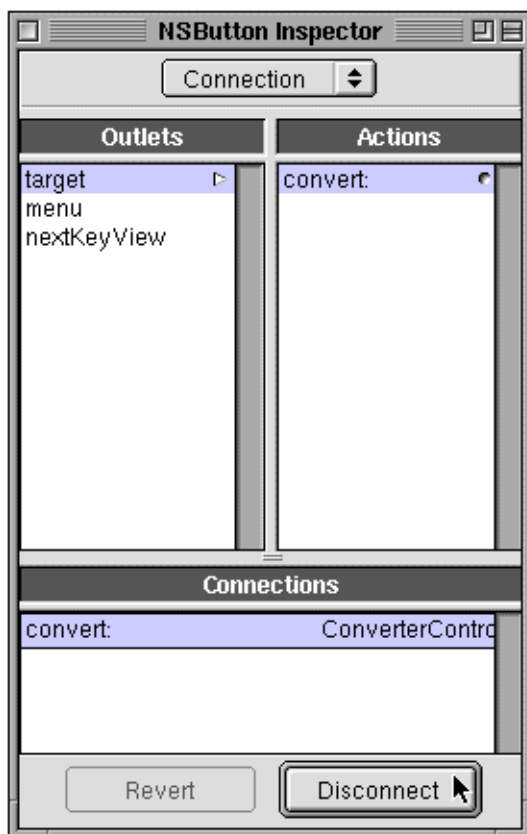 NSButton Inspector
Connection
Outlets
Actions
target
menu
nextKeyView
convert:
Connections
convert: ConverterContro
Revert
Disconnect